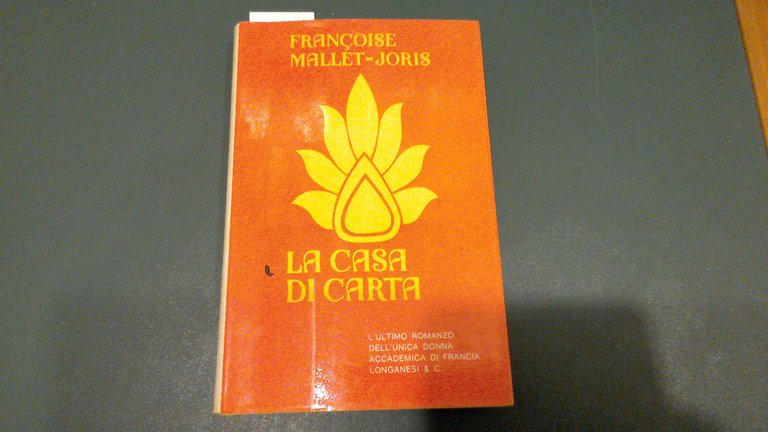 FRANÇOISE
MALLET-JORIS
LA CASA
DI CARTA
L'ULTIMO ROMANZO
DELL'UNICA DONNA
ACCADEMICA DI FRANCIA
LONGANESI & C.